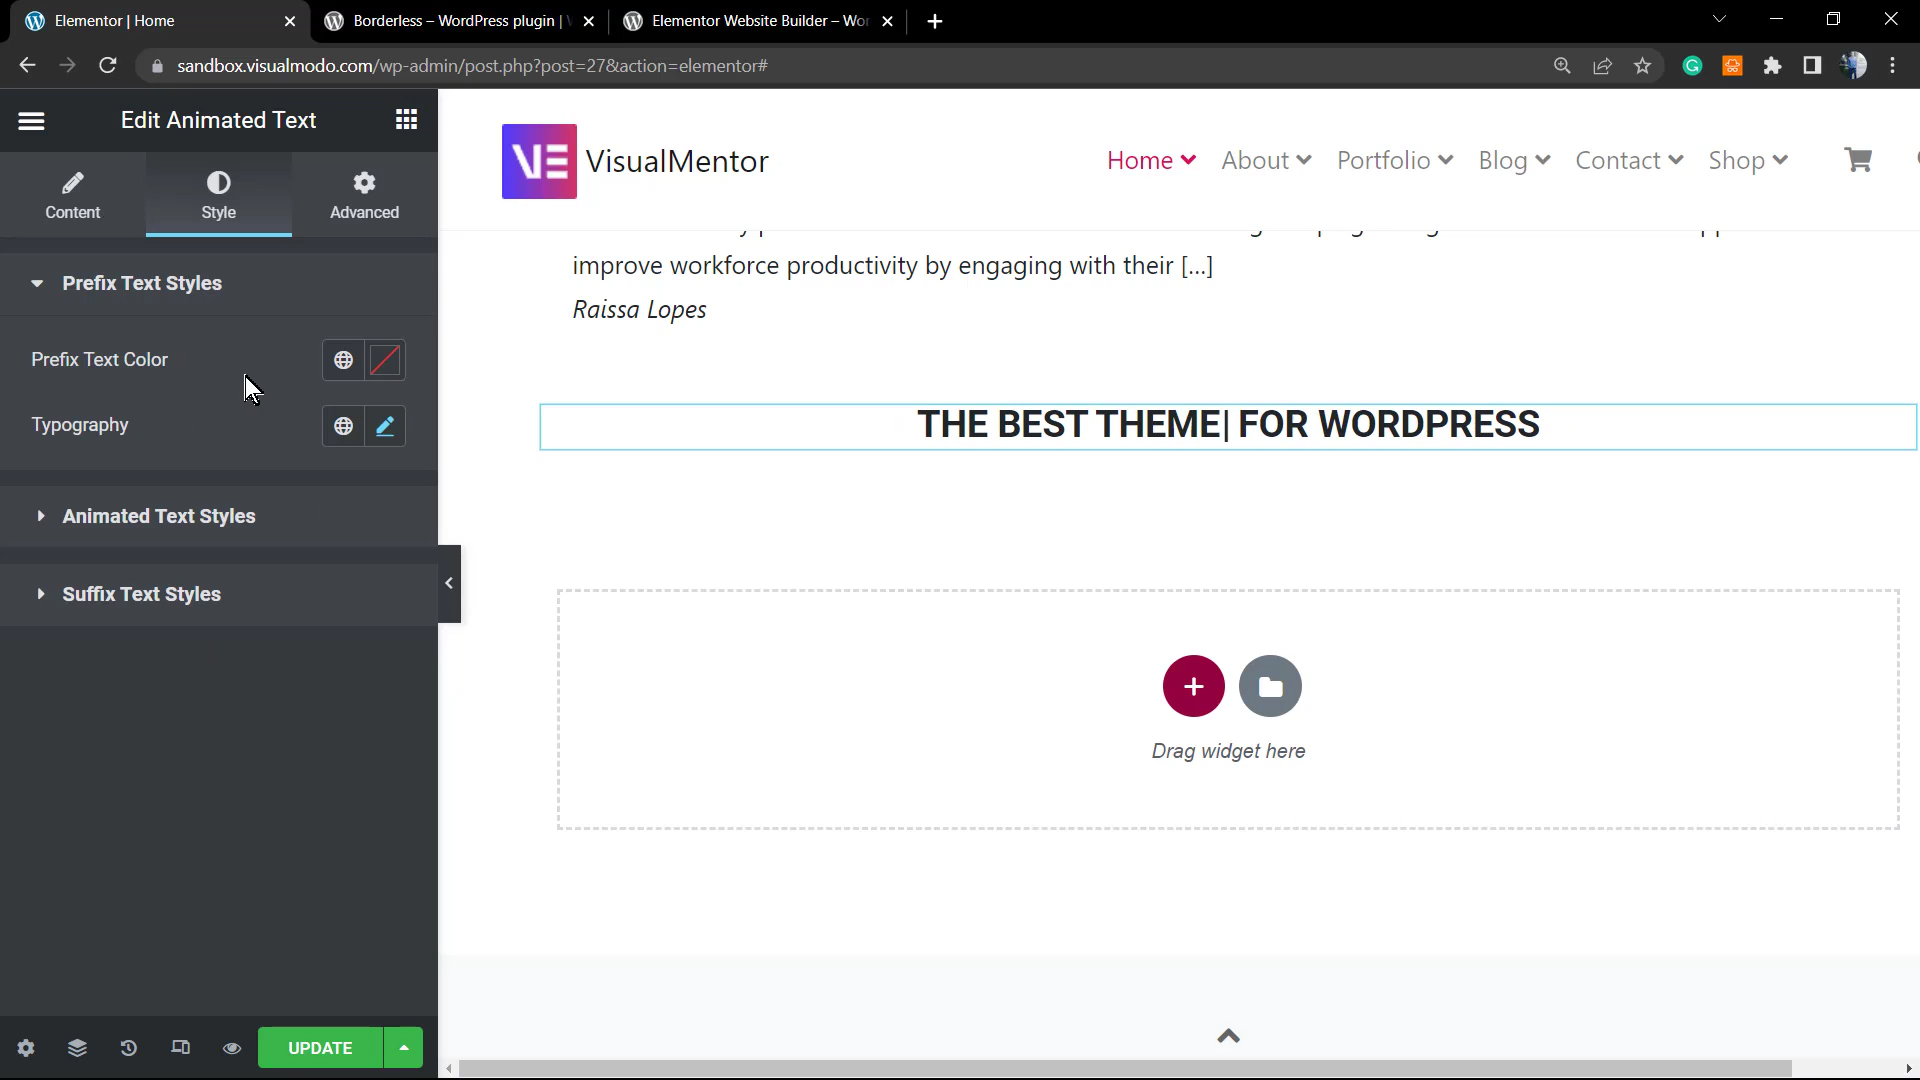 Elementor | Home
Borderless – WordPress plugin |
Elementor Website Builder – Wor
sandbox.visualmodo.com/wp-admin/post.php?post=27&action=elementor#
Edit Animated Text
Content
Style
Advanced
Prefix Text Styles
Prefix Text Color
Typography
Animated Text Styles
Suffix Text Styles
UPDATE
VE VisualMentor
Home
About
Portfolio
Blog
Contact
Shop
improve workforce productivity by engaging with their [...]
Raissa Lopes
THE BEST THEME| FOR WORDPRESS
Drag widget here